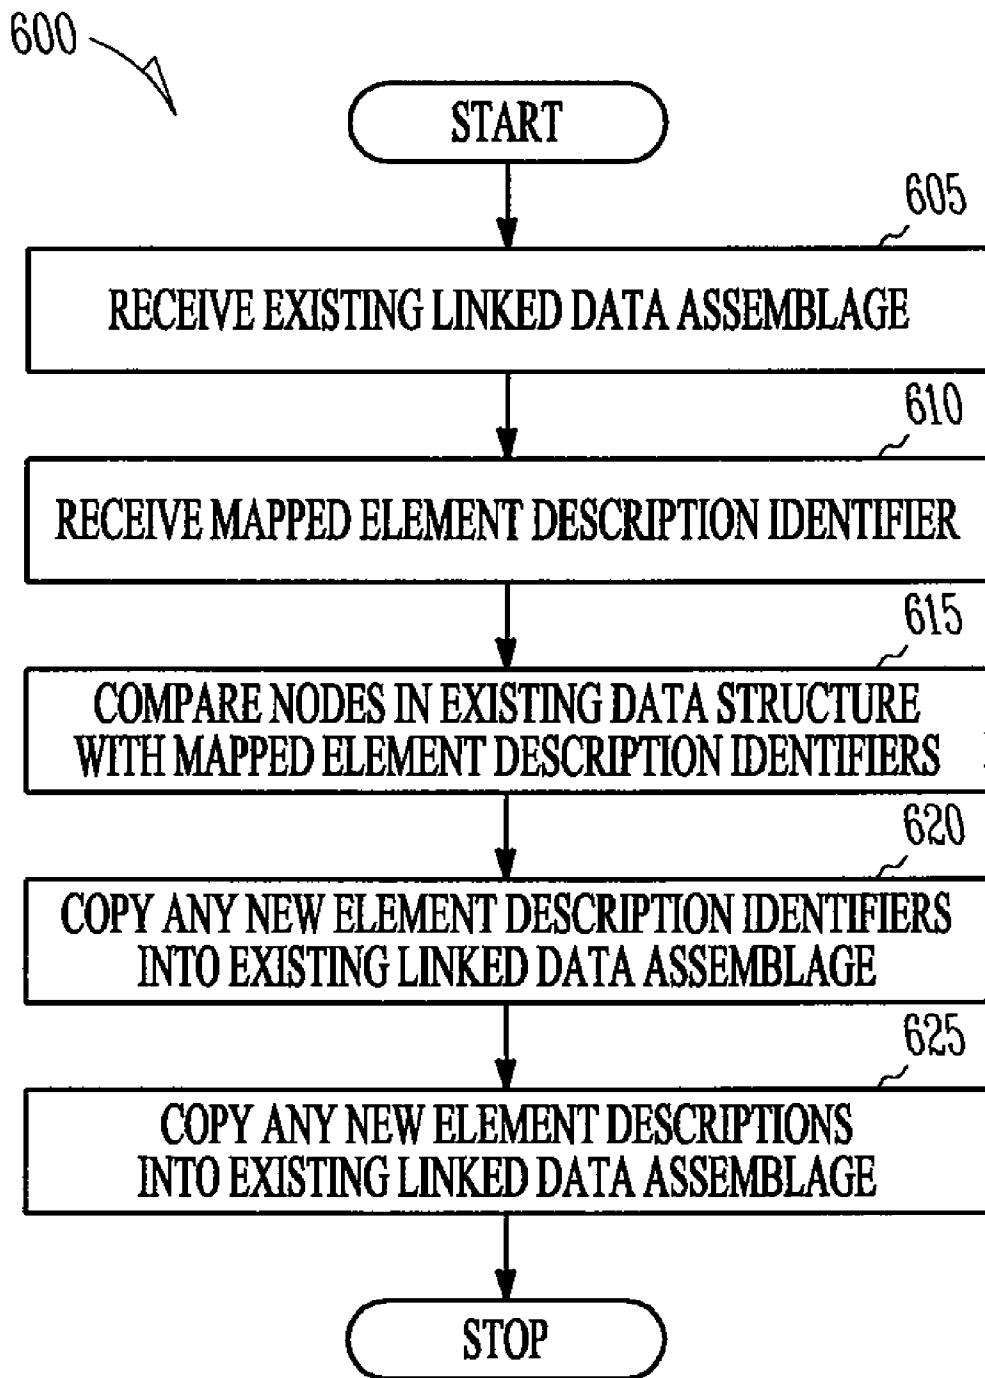 600
START
605
RECEIVE EXISTING LINKED DATA ASSEMBLAGE
610
RECEIVE MAPPED ELEMENT DESCRIPTION IDENTIFIER
615
COMPARE NODES IN EXISTING DATA STRUCTURE
WITH MAPPED ELEMENT DESCRIPTION IDENTIFIERS
620
COPY ANY NEW ELEMENT DESCRIPTION IDENTIFIERS
INTO EXISTING LINKED DATA ASSEMBLAGE
625
COPY ANY NEW ELEMENT DESCRIPTIONS
INTO EXISTING LINKED DATA ASSEMBLAGE
STOP